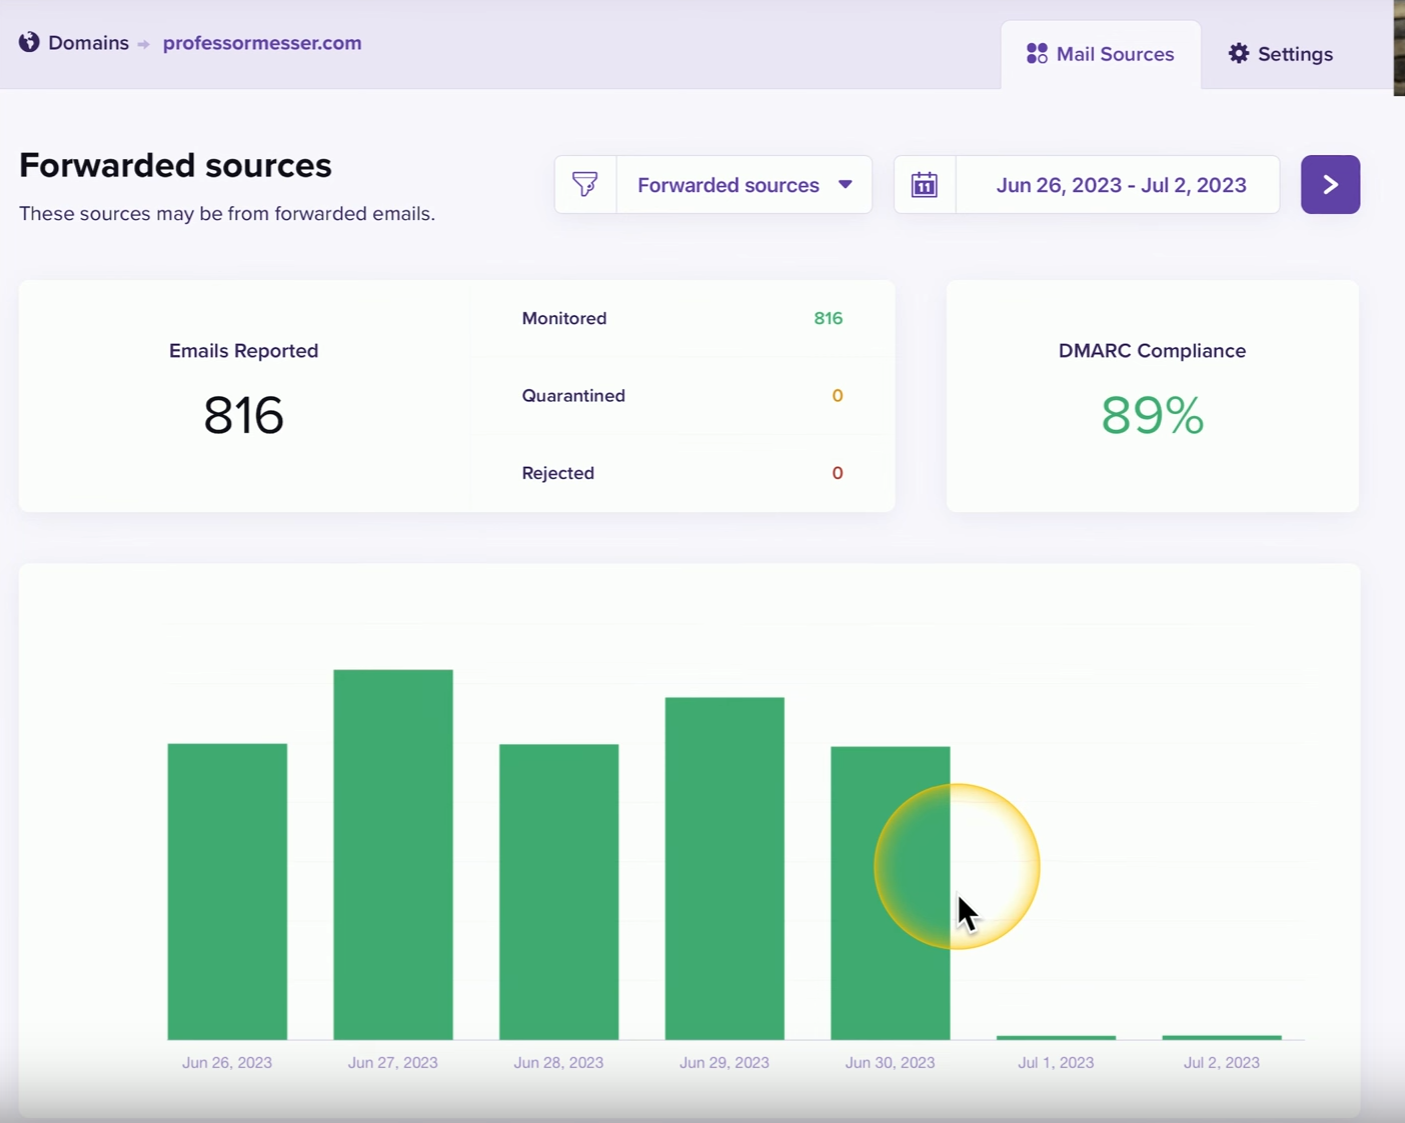 Domains professormesser.com
Mail Sources
Settings
Forwarded sources
These sources may be from forwarded emails.
Forwarded sources
11
Jun 26, 2023 - Jul 2, 2023
Emails Reported
816
Monitored 816
Quarantined 0
Rejected 0
DMARC Compliance
89%
Jun 26, 2023 Jun 27, 2023 Jun 28, 2023 Jun 29, 2023 Jun 30, 2023 Jul 1, 2023 Jul 2, 2023